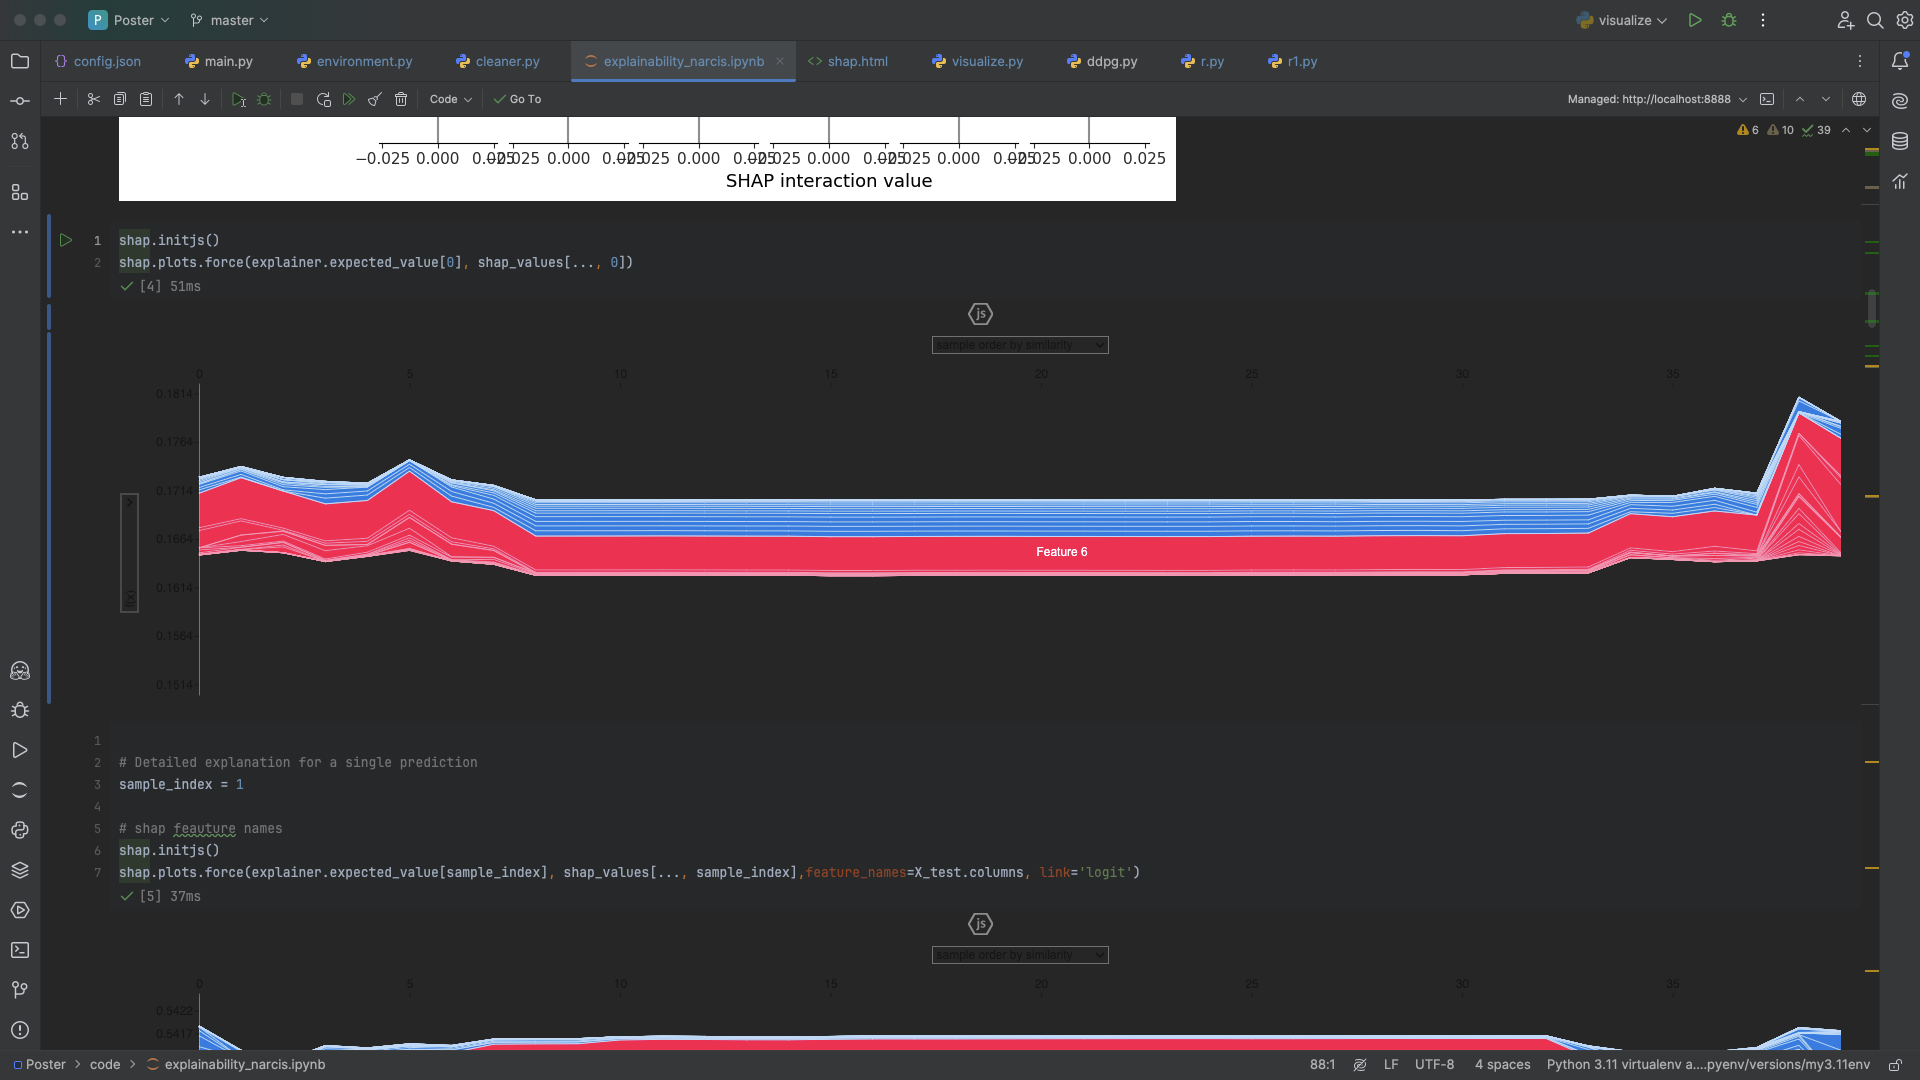 P Poster master visualize
config.json main.py environment.py cleaner.py explainability_narcis.ipynb shap.html visualize.py ddpg.py r.py r1.py
Code Go To Managed: http://localhost:8888
6 10 39
−0.025 0.000 0.025 −0.025 0.000 0.025 −0.025 0.000 0.025 −0.025 0.000 0.025 −0.025 0.000 0.025 −0.025 0.000 0.025
SHAP interaction value
1 shap.initjs()
2 shap.plots.force(explainer.expected_value[0], shap_values[..., 0])
[4] 51ms
js
sample order by similarity
0 5 10 15 20 25 30 35
0.1814
0.1764
0.1714
0.1664
Feature 6
0.1614
f(x)
0.1564
0.1514
1
2 # Detailed explanation for a single prediction
3 sample_index = 1
4
5 # shap feauture names
6 shap.initjs()
7 shap.plots.force(explainer.expected_value[sample_index], shap_values[..., sample_index],feature_names=X_test.columns, link='logit')
[5] 37ms
js
sample order by similarity
0 5 10 15 20 25 30 35
0.5422
0.5417
Poster code explainability_narcis.ipynb 88:1 LF UTF-8 4 spaces Python 3.11 virtualenv a....pyenv/versions/my3.11env